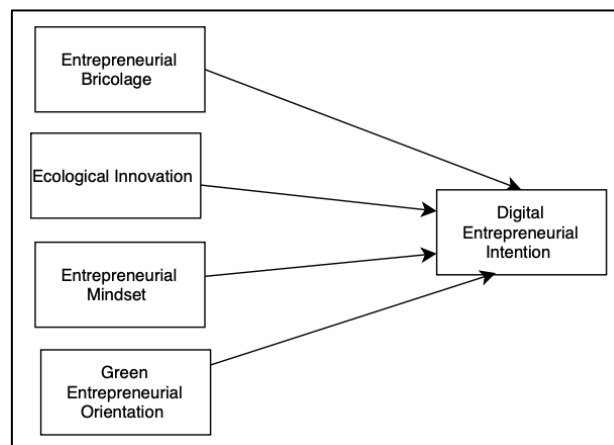 Entrepreneurial
Bricolage
Ecological Innovation
Entrepreneurial
Mindset
Green
Entrepreneurial
Orientation
Digital
Entrepreneurial
Intention